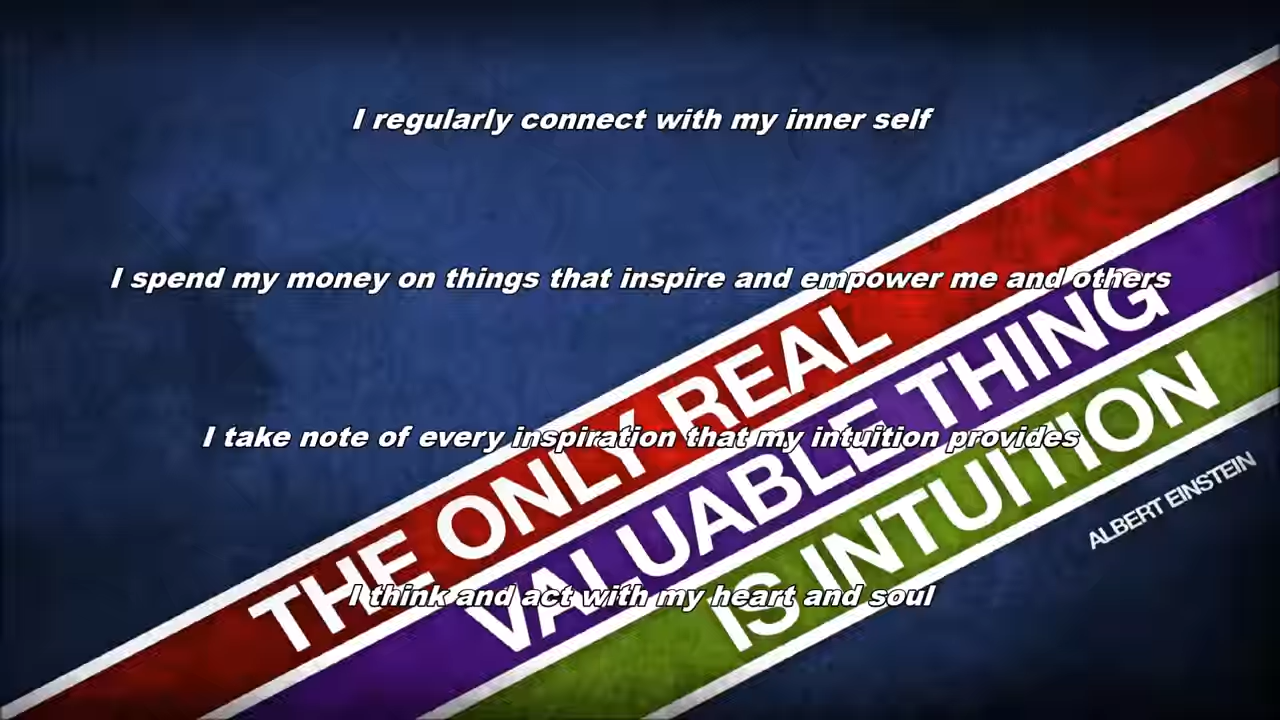 I regularly connect with my inner self
I spend my money on things that inspire and empower me and others
I take note of every inspiration that my intuition provides
I think and act with my heart and soul
THE ONLY REAL
VALUABLE THING
IS INTUITION
ALBERT EINSTEIN